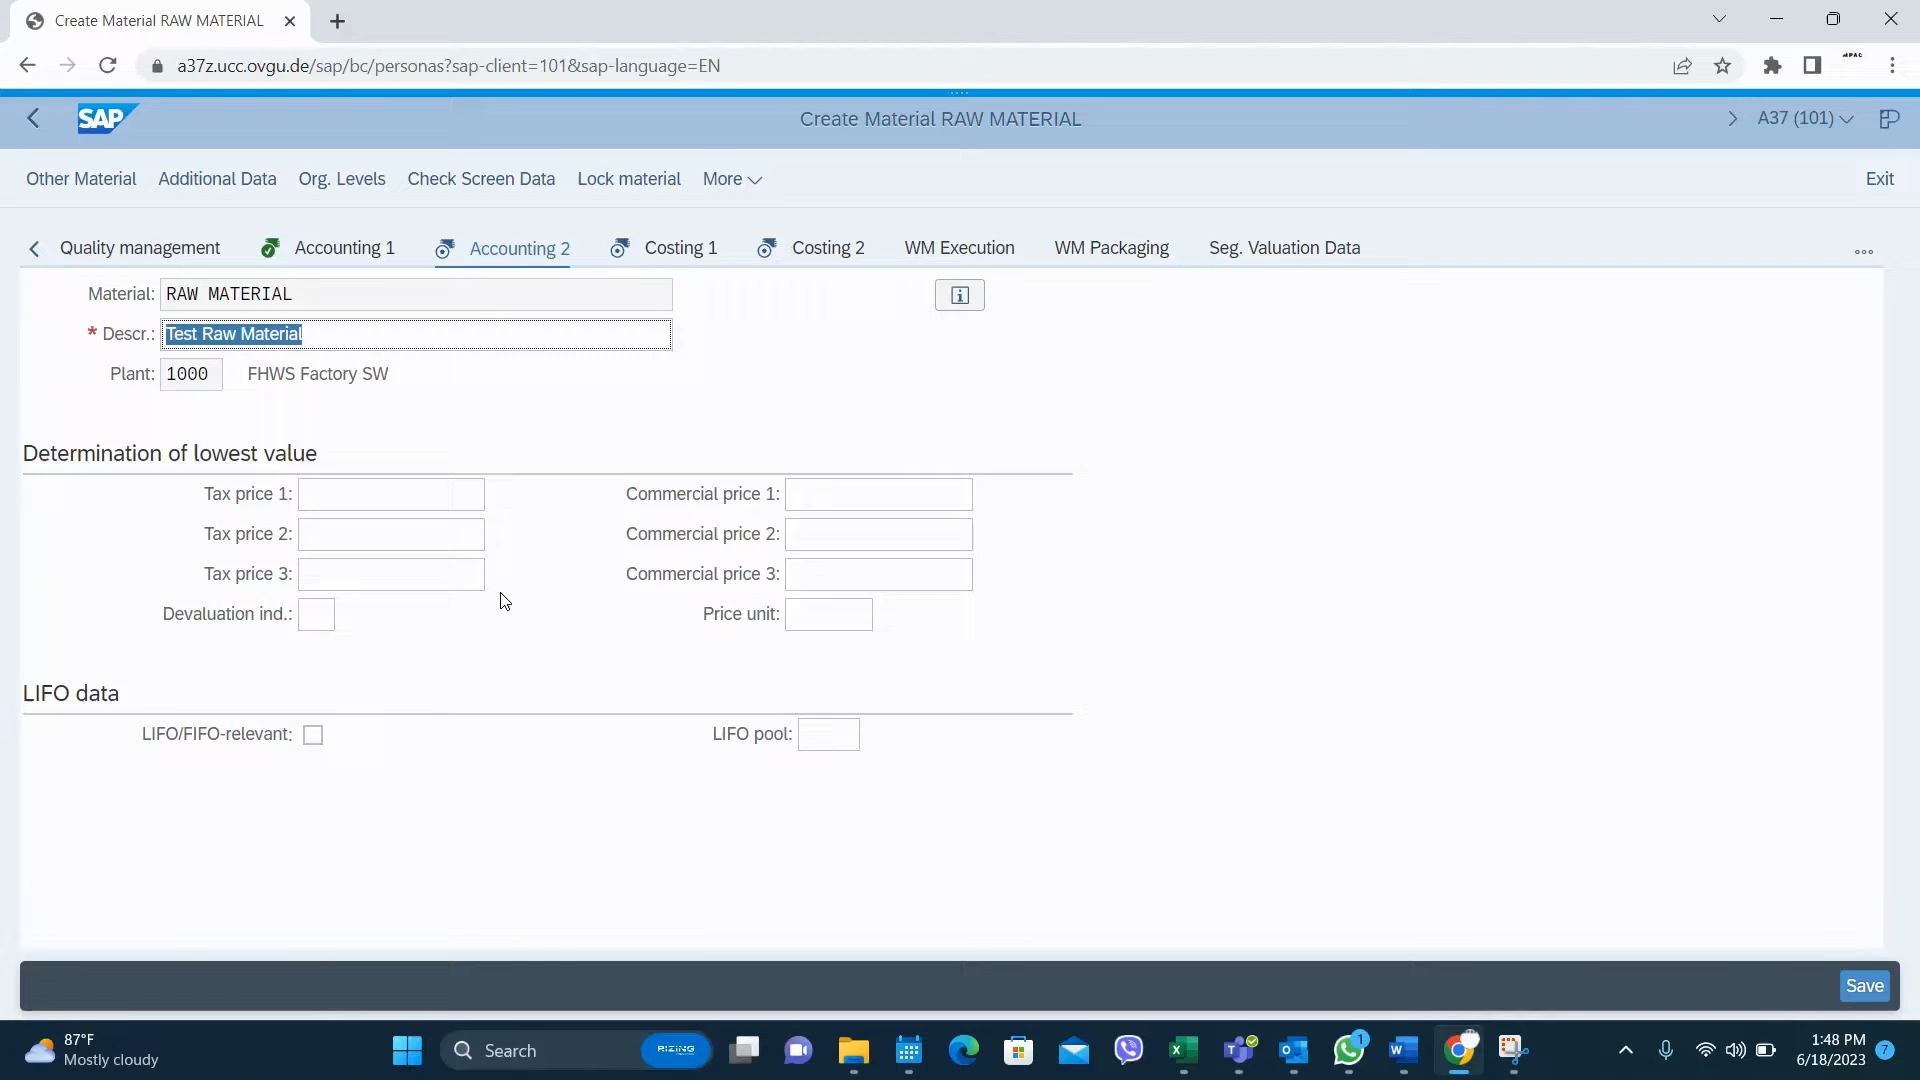 Create Material RAW MATERIAL
a37z.ucc.ovgu.de/sap/bc/personas?sap-client=101&sap-language=EN
SAP
Create Material RAW MATERIAL
A37 (101)
Other Material
Additional Data
Org. Levels
Check Screen Data
Lock material
More
Exit
Quality management
Accounting 1
Accounting 2
Costing 1
Costing 2
WM Execution
WM Packaging
Seg. Valuation Data
Material: RAW MATERIAL
* Descr.: Test Raw Material
Plant: 1000 FHWS Factory SW
Determination of lowest value
Tax price 1: Commercial price 1:
Tax price 2: Commercial price 2:
Tax price 3: Commercial price 3:
Devaluation ind.: Price unit:
LIFO data
LIFO/FIFO-relevant: LIFO pool:
Save
87°F
Mostly cloudy
Search
RIZING
1
1:48 PM
6/18/2023
7